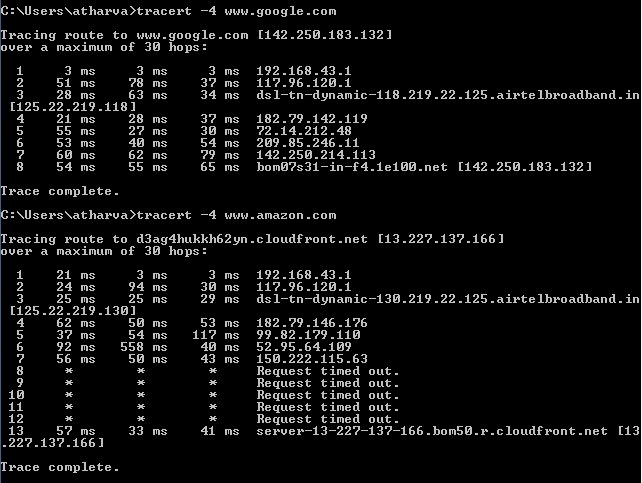 C:\Users\atharva>tracert -4 www.google.com
Tracing route to www.google.com [142.250.183.132]
over a maximum of 30 hops:
1 3 ms 3 ms 3 ms 192.168.43.1
2 51 ms 78 ms 37 ms 117.96.120.1
3 28 ms 63 ms 34 ms dsl-tn-dynamic-118.219.22.125.airtelbroadband.in
[125.22.219.118]
4 21 ms 28 ms 37 ms 182.79.142.119
5 55 ms 27 ms 30 ms 72.14.212.48
6 53 ms 40 ms 54 ms 209.85.246.11
7 60 ms 62 ms 79 ms 142.250.214.113
8 54 ms 55 ms 65 ms bom07s31-in-f4.1e100.net [142.250.183.132]
Trace complete.
C:\Users\atharva>tracert -4 www.amazon.com
Tracing route to d3ag4hukkh62yn.cloudfront.net [13.227.137.166]
over a maximum of 30 hops:
1 21 ms 3 ms 3 ms 192.168.43.1
2 24 ms 94 ms 30 ms 117.96.120.1
3 25 ms 25 ms 29 ms dsl-tn-dynamic-130.219.22.125.airtelbroadband.in
[125.22.219.130]
4 62 ms 50 ms 53 ms 182.79.146.176
5 37 ms 54 ms 117 ms 99.82.179.110
6 92 ms 558 ms 40 ms 52.95.64.109
7 56 ms 50 ms 43 ms 150.222.115.63
8 * * * Request timed out.
9 * * * Request timed out.
10 * * * Request timed out.
11 * * * Request timed out.
12 * * * Request timed out.
13 57 ms 33 ms 41 ms server-13-227-137-166.bom50.r.cloudfront.net [13
.227.137.166]
Trace complete.